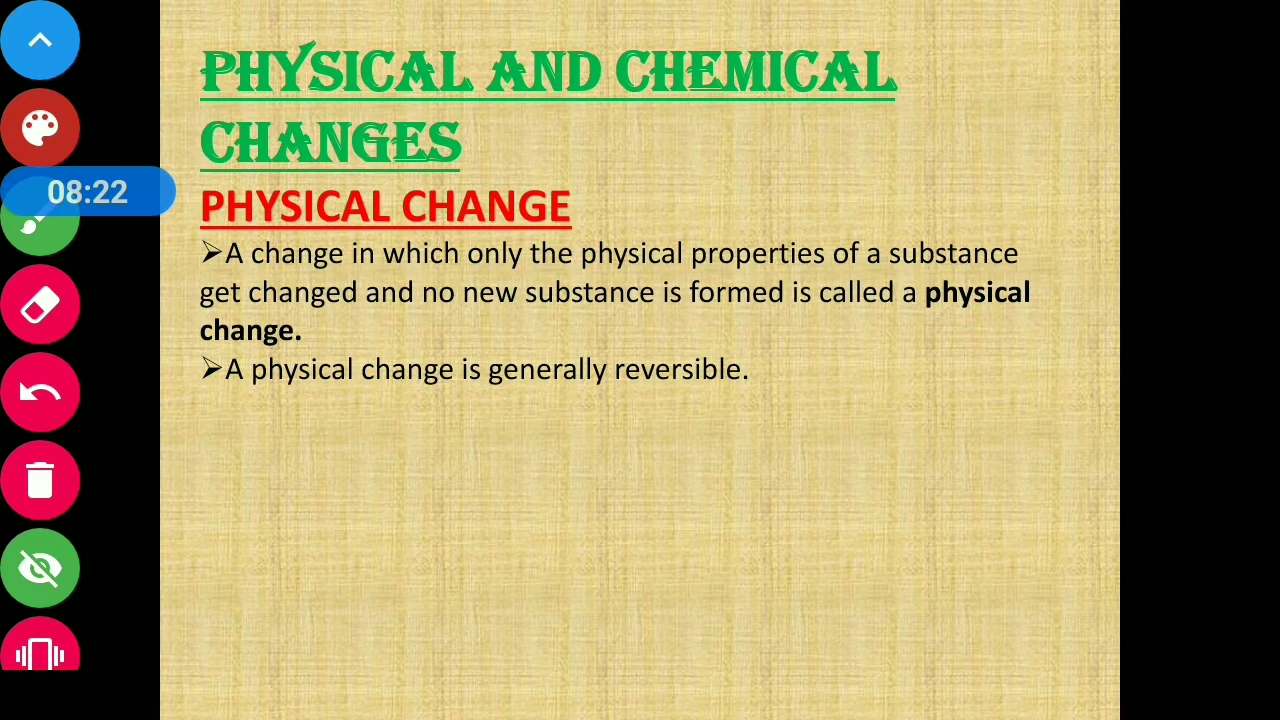 PHYSICAL AND CHEMICAL
CHANGES
PHYSICAL CHANGE
08:22
➢A change in which only the physical properties of a substance
get changed and no new substance is formed is called a physical
change.
➢A physical change is generally reversible.